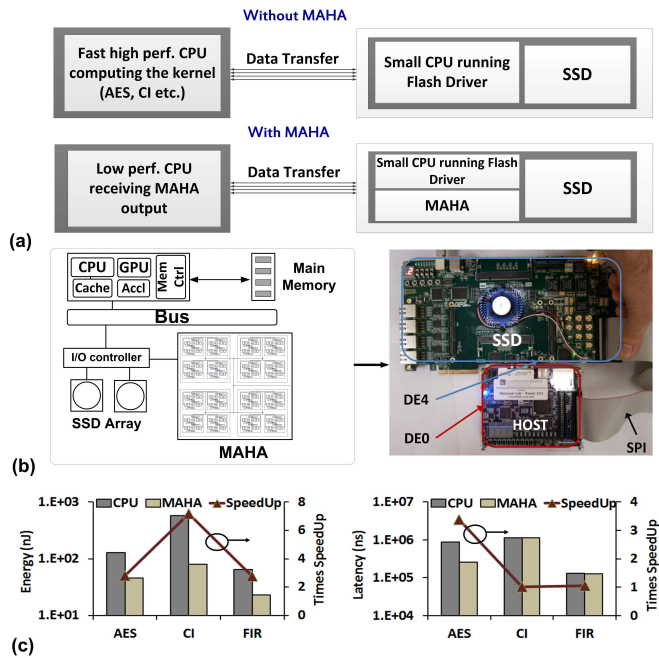 Without MAHA
Fast high perf. CPU
computing the kernel
(AES, CI etc.)
Data Transfer
Small CPU running
Flash Driver
SSD
With MAHA
Low perf. CPU
receiving MAHA
output
Data Transfer
Small CPU running Flash
Driver
MAHA
SSD
(a)
CPU
GPU
Mem
Ctrl
Cache
Accl
Main
Memory
Bus
I/O controller
SSD Array
MAHA
SSD
DE4
DE0
HOST
SPI
(b)
CPU MAHA SpeedUp
1.E+03
1.E+02
1.E+01
Energy (nJ)
8
6
4
2
0
Times SpeedUp
AES CI FIR
CPU MAHA SpeedUp
1.E+07
1.E+06
1.E+05
1.E+04
Latency (ns)
4
3
2
1
0
Times SpeedUp
AES CI FIR
(c)